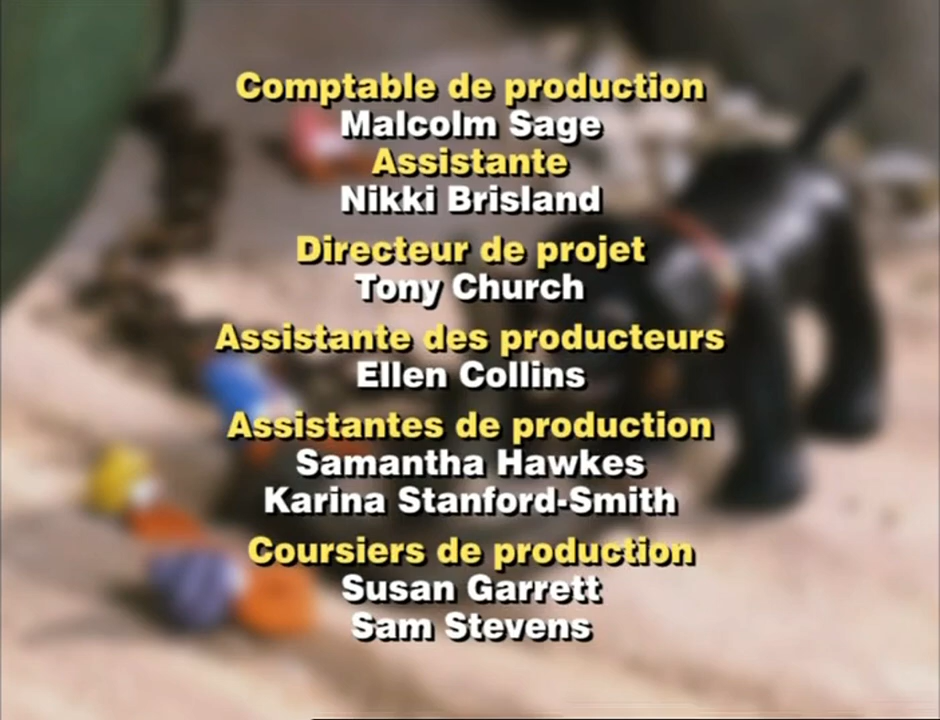 Comptable de production
Malcolm Sage
Assistante
Nikki Brisland
Directeur de projet
Tony Church
Assistante des producteurs
Ellen Collins
Assistantes de production
Samantha Hawkes
Karina Stanford-Smith
Coursiers de production
Susan Garrett
Sam Stevens